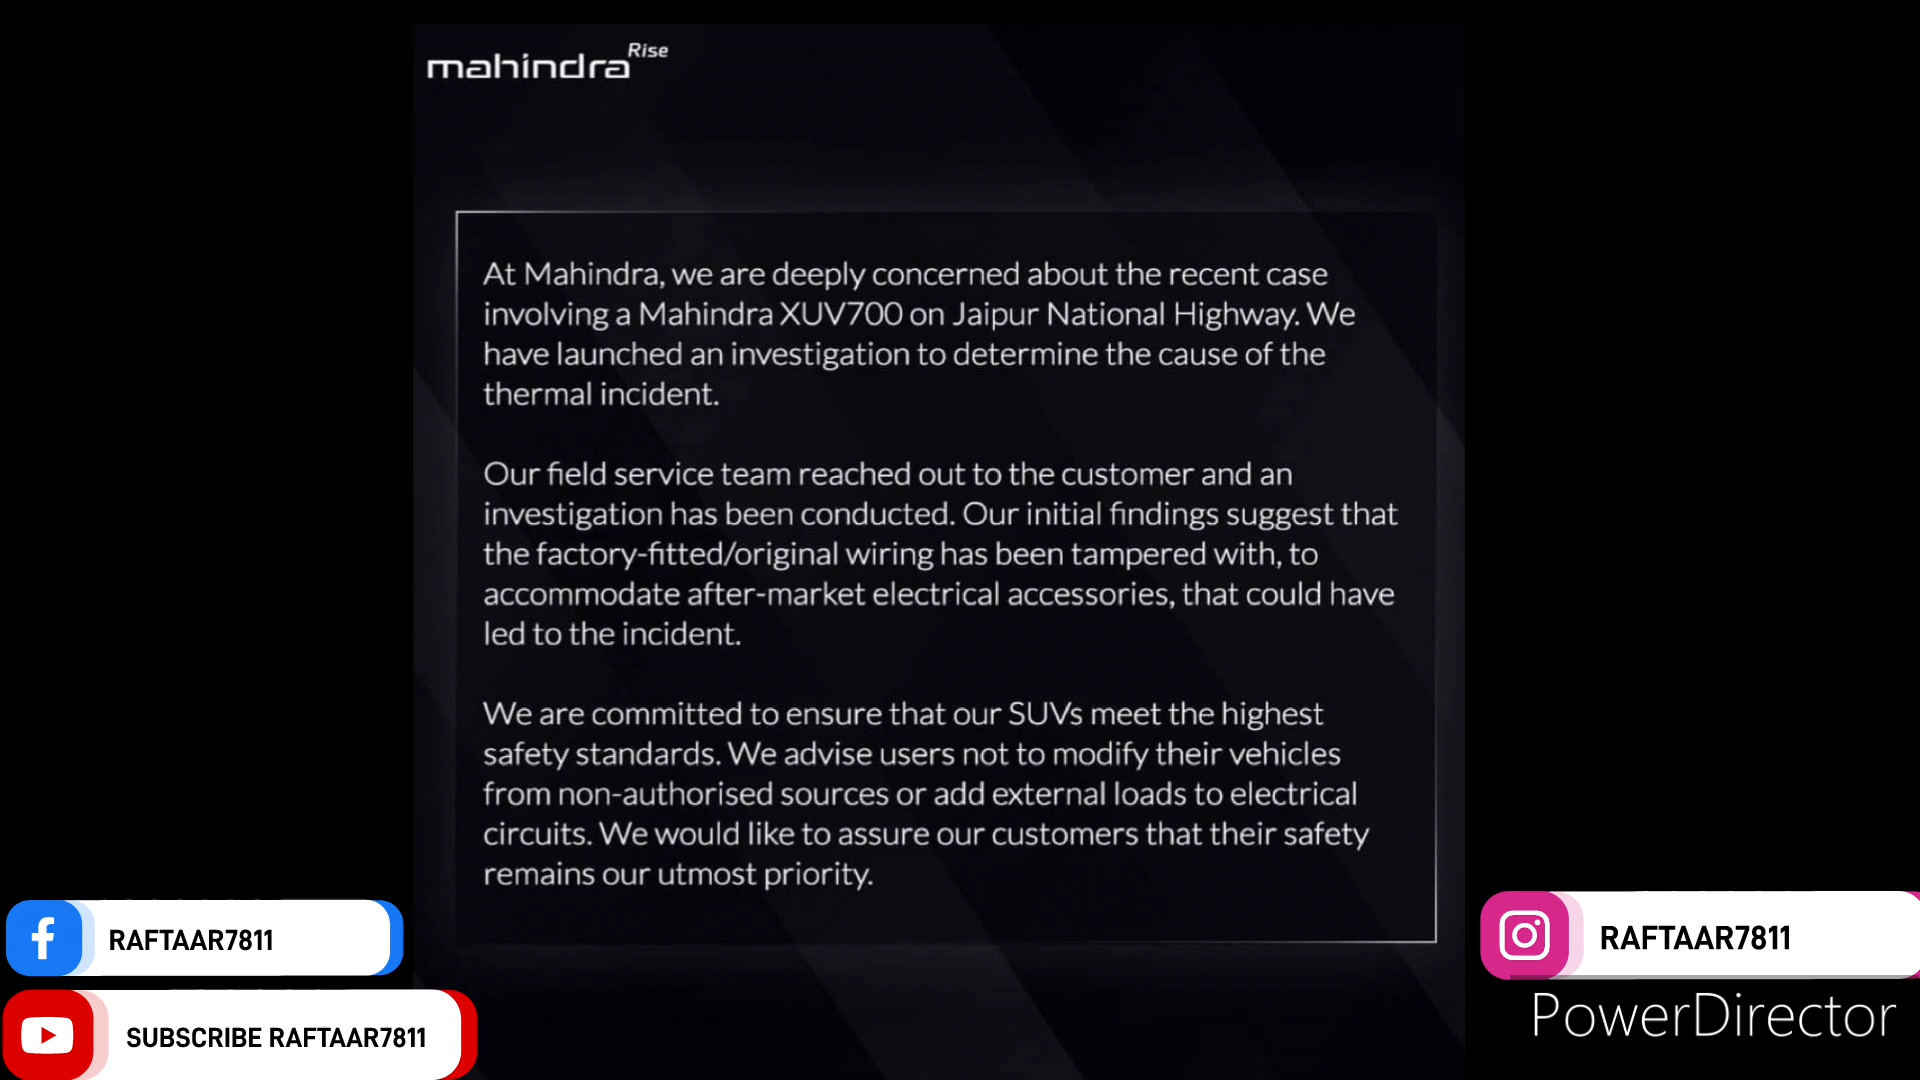 mahindra Rise
At Mahindra, we are deeply concerned about the recent case
involving a Mahindra XUV700 on Jaipur National Highway. We
have launched an investigation to determine the cause of the
thermal incident.
Our field service team reached out to the customer and an
investigation has been conducted. Our initial findings suggest that
the factory-fitted/original wiring has been tampered with, to
accommodate after-market electrical accessories, that could have
led to the incident.
We are committed to ensure that our SUVs meet the highest
safety standards. We advise users not to modify their vehicles
from non-authorised sources or add external loads to electrical
circuits. We would like to assure our customers that their safety
remains our utmost priority.
RAFTAAR7811
SUBSCRIBE RAFTAAR7811
RAFTAAR7811
PowerDirector